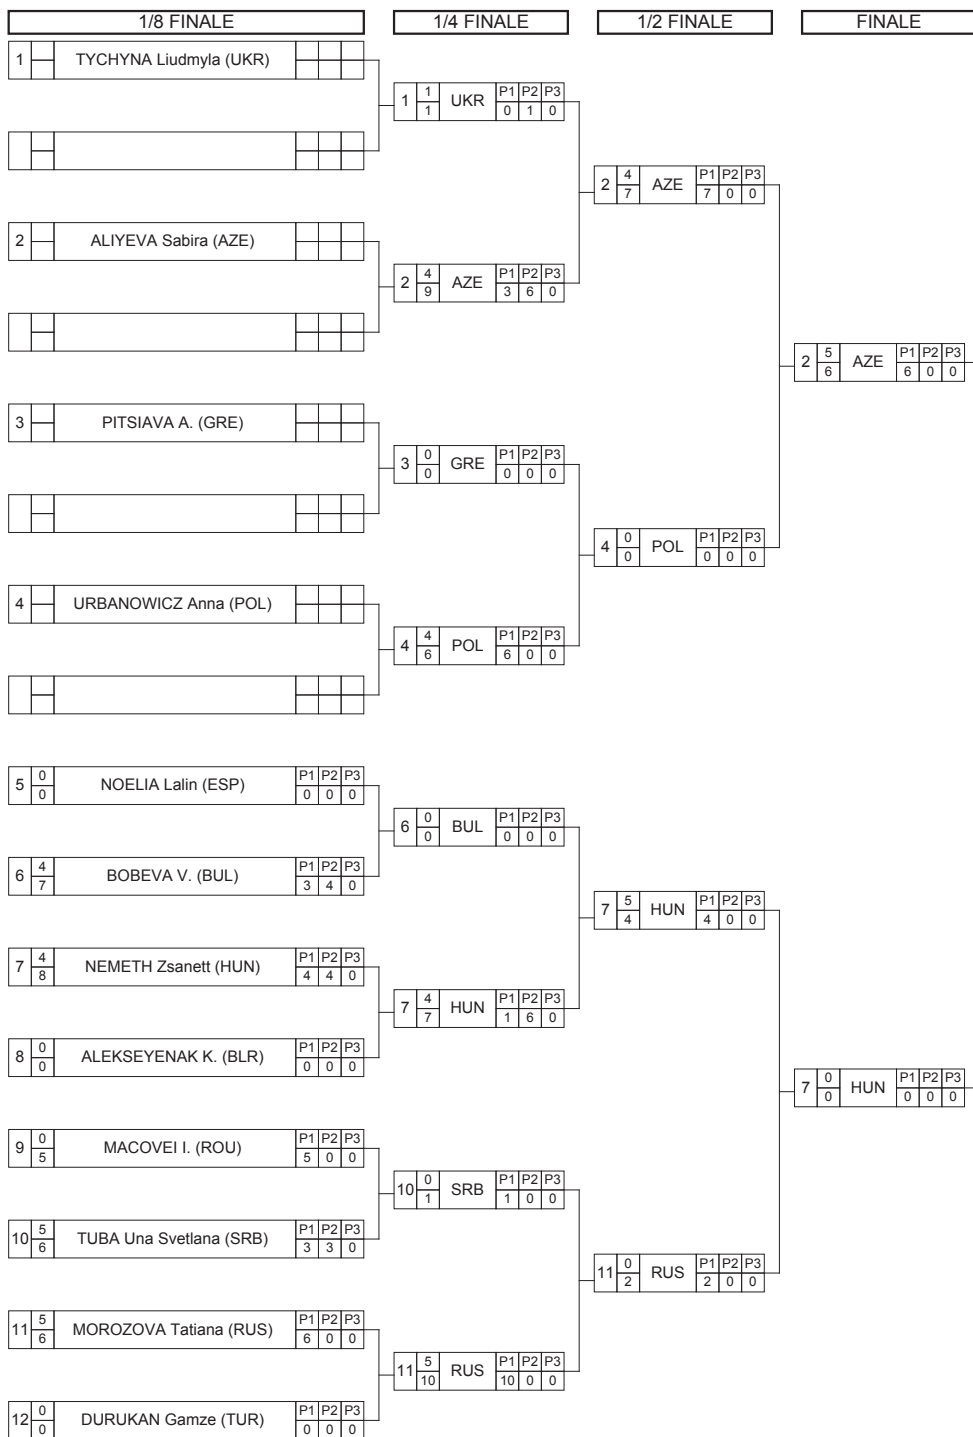 1/8 FINALE 1/4 FINALE 1/2 FINALE FINALE
1 TYCHYNA Liudmyla (UKR)
1 1 UKR P1 P2 P3
1 0 1 0
2 4 AZE P1 P2 P3
7 7 0 0
2 ALIYEVA Sabira (AZE)
2 4 AZE P1 P2 P3
9 3 6 0
2 5 AZE P1 P2 P3
6 6 0 0
3 PITSIAVA A. (GRE)
3 0 GRE P1 P2 P3
0 0 0 0
4 0 POL P1 P2 P3
0 0 0 0
4 URBANOWICZ Anna (POL)
4 4 POL P1 P2 P3
6 6 0 0
5 0 NOELIA Lalin (ESP) P1 P2 P3
0 0 0 0
6 0 BUL P1 P2 P3
0 0 0 0
6 4 BOBEVA V. (BUL) P1 P2 P3
7 3 4 0
7 5 HUN P1 P2 P3
4 4 0 0
7 4 NEMETH Zsanett (HUN) P1 P2 P3
8 4 4 0
7 4 HUN P1 P2 P3
7 1 6 0
8 0 ALEKSEYENAK K. (BLR) P1 P2 P3
0 0 0 0
7 0 HUN P1 P2 P3
0 0 0 0
9 0 MACOVEI I. (ROU) P1 P2 P3
5 5 0 0
10 0 SRB P1 P2 P3
1 1 0 0
10 5 TUBA Una Svetlana (SRB) P1 P2 P3
6 3 3 0
11 0 RUS P1 P2 P3
2 2 0 0
11 5 MOROZOVA Tatiana (RUS) P1 P2 P3
6 6 0 0
11 5 RUS P1 P2 P3
10 10 0 0
12 0 DURUKAN Gamze (TUR) P1 P2 P3
0 0 0 0